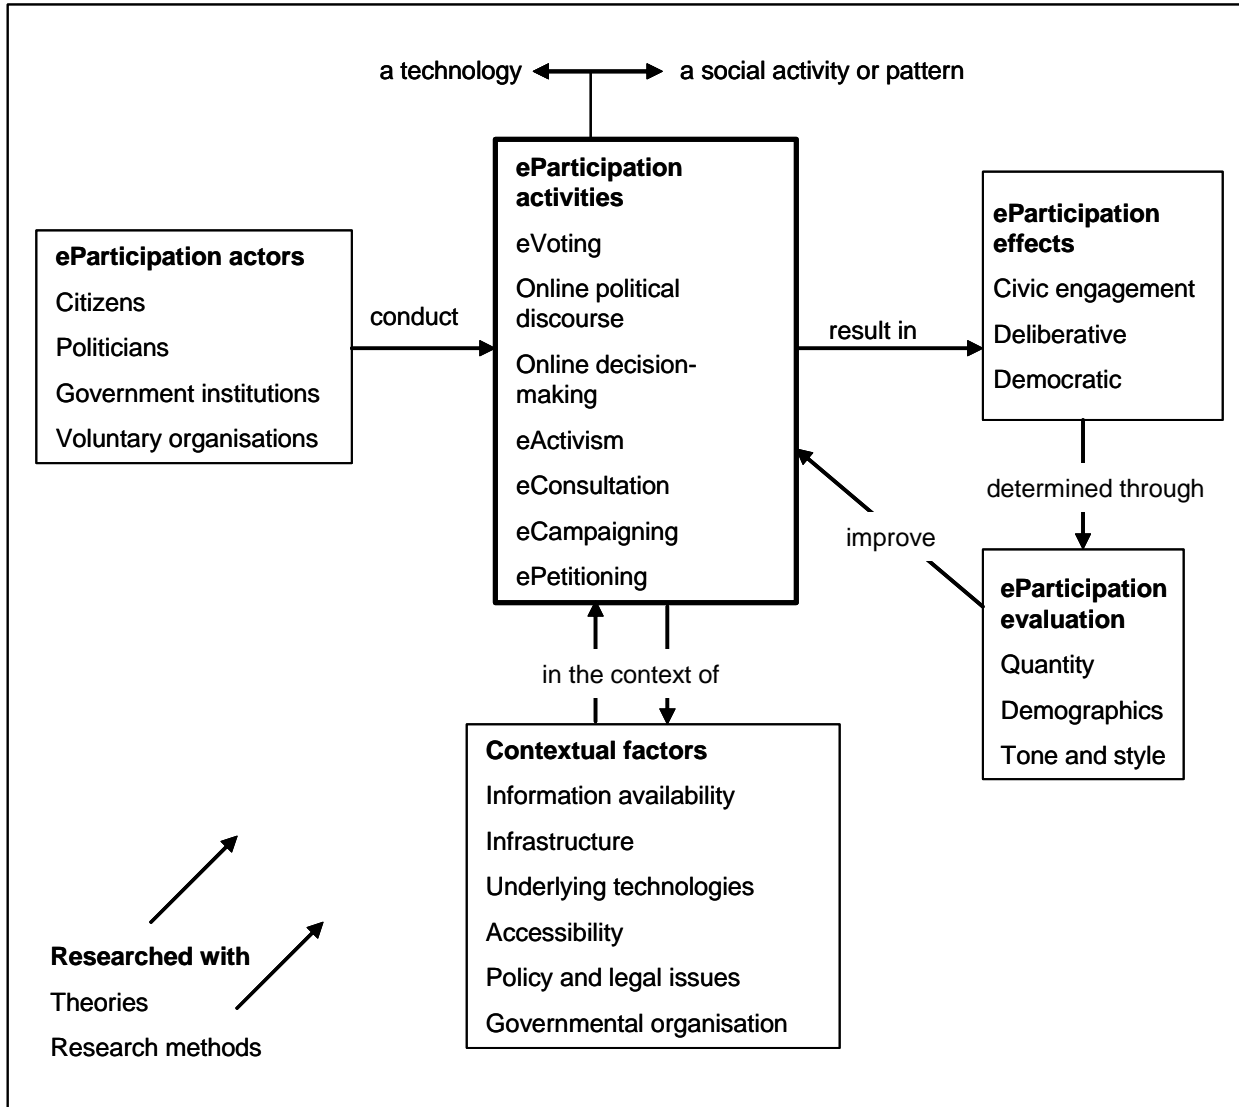 a technology
a social activity or pattern
eParticipation
activities
eVoting
Online political
discourse
Online decision-
making
eActivism
eConsultation
eCampaigning
ePetitioning
eParticipation actors
Citizens
Politicians
Government institutions
Voluntary organisations
conduct
result in
eParticipation
effects
Civic engagement
Deliberative
Democratic
determined through
improve
eParticipation
evaluation
Quantity
Demographics
Tone and style
in the context of
Contextual factors
Information availability
Infrastructure
Underlying technologies
Accessibility
Policy and legal issues
Governmental organisation
Researched with
Theories
Research methods